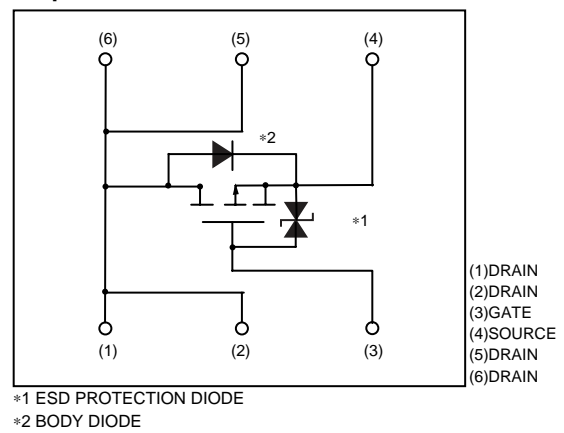 (6) (5) (4)
∗2
∗1
(1) (2) (3)
(1)DRAIN
(2)DRAIN
(3)GATE
(4)SOURCE
(5)DRAIN
(6)DRAIN
∗1 ESD PROTECTION DIODE
∗2 BODY DIODE